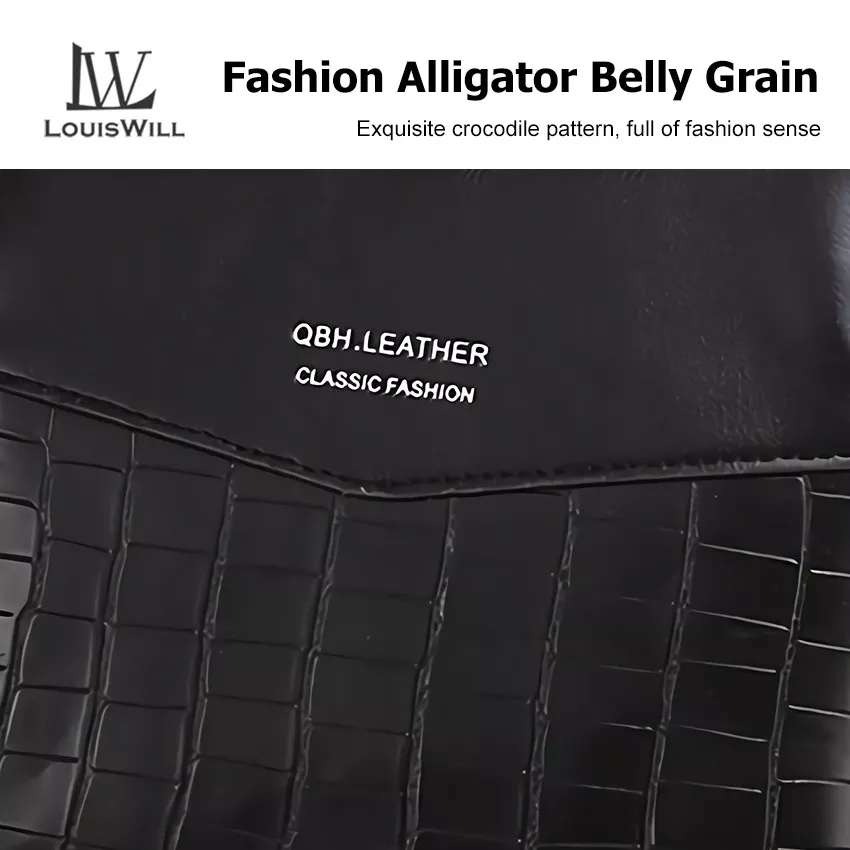 LW
LOUISWILL
Fashion Alligator Belly Grain
Exquisite crocodile pattern, full of fashion sense
QBH.LEATHER
CLASSIC FASHION